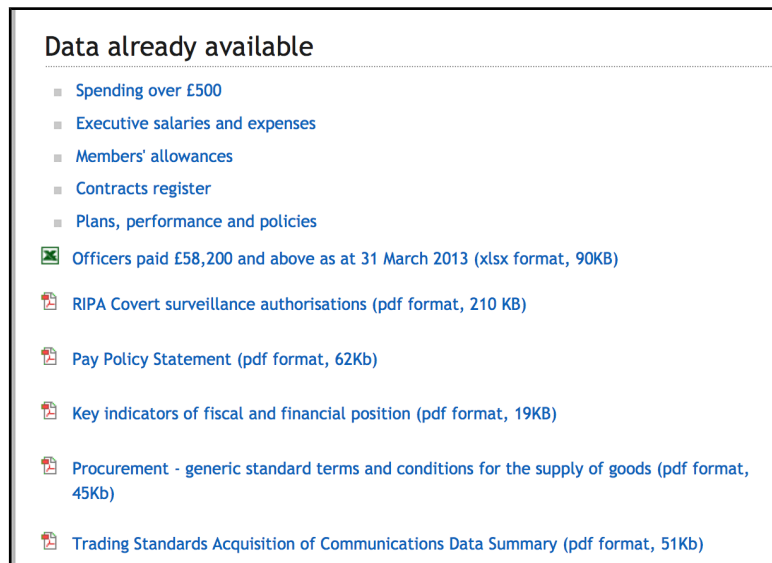 Data already available
Spending over £500
Executive salaries and expenses
Members' allowances
Contracts register
Plans, performance and policies
Officers paid £58,200 and above as at 31 March 2013 (xlsx format, 90KB)
RIPA Covert surveillance authorisations (pdf format, 210 KB)
Pay Policy Statement (pdf format, 62Kb)
Key indicators of fiscal and financial position (pdf format, 19KB)
Procurement - generic standard terms and conditions for the supply of goods (pdf format,
45Kb)
Trading Standards Acquisition of Communications Data Summary (pdf format, 51Kb)